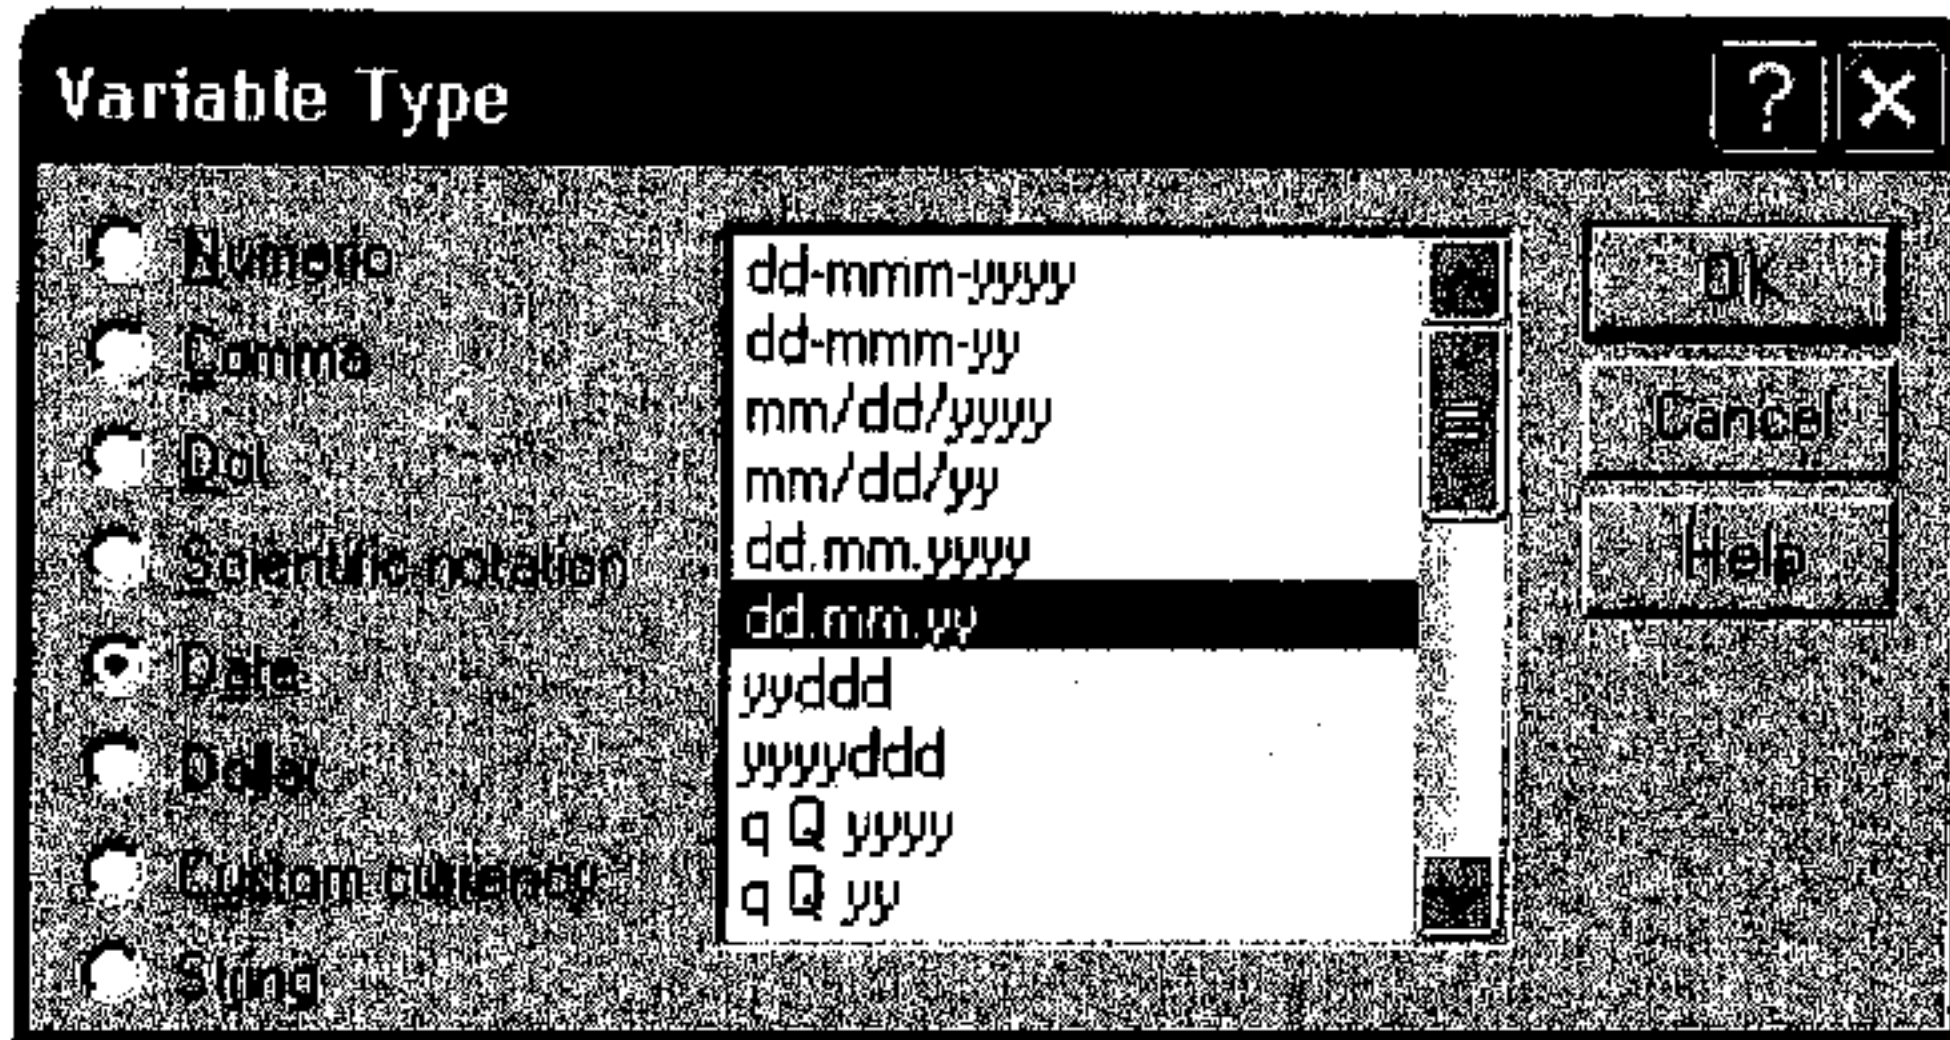 Variable Type
Numeric
Comma
Dot
Scientific notation
Date
Dollar
Custom currency
String
dd-mmm-yyyy
dd-mmm-yy
mm/dd/yyyy
mm/dd/yy
dd.mm.yyyy
dd.mm.yy
yyddd
yyyyddd
q Q yyyy
q Q yy
OK
Cancel
Help